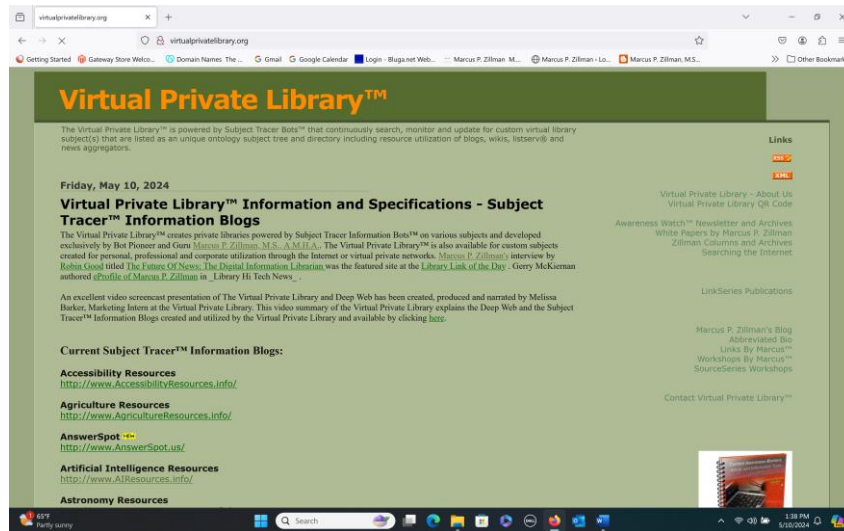 virtualprivatelibrary.org
virtualprivatelibrary.org
Getting Started Gateway Store Welco... Domain Names The ... Gmail Google Calendar Login - Bluga.net Web... Marcus P. Zillman M.... Marcus P. Zillman - Lo... Marcus P. Zillman, M.S... Other Bookmark
Virtual Private Library™
The Virtual Private Library™ is powered by Subject Tracer Bots™ that continuously search, monitor and update for custom virtual library
subject(s) that are listed as an unique ontology subject tree and directory including resource utilization of blogs, wikis, listserv® and
news aggregators.
Friday, May 10, 2024
Virtual Private Library™ Information and Specifications - Subject
Tracer™ Information Blogs
The Virtual Private Library™ creates private libraries powered by Subject Tracer Information Bots™ on various subjects and developed
exclusively by Bot Pioneer and Guru Marcus P. Zillman, M.S., A.M.H.A.. The Virtual Private Library™ is also available for custom subjects
created for personal, professional and corporate utilization through the Internet or virtual private networks. Marcus P. Zillman's interview by
Robin Good titled The Future Of News: The Digital Information Librarian was the featured site at the Library Link of the Day . Gerry McKiernan
authored eProfile of Marcus P. Zillman in _Library Hi Tech News_ .
An excellent video screencast presentation of The Virtual Private Library and Deep Web has been created, produced and narrated by Melissa
Barker, Marketing Intern at the Virtual Private Library. This video summary of the Virtual Private Library explains the Deep Web and the Subject
Tracer™ Information Blogs created and utilized by the Virtual Private Library and available by clicking here.
Current Subject Tracer™ Information Blogs:
Accessibility Resources
http://www.AccessibilityResources.info/
Agriculture Resources
http://www.AgricultureResources.info/
AnswerSpot NEW
http://www.AnswerSpot.us/
Artificial Intelligence Resources
http://www.AIResources.info/
Astronomy Resources
Links
RSS
XML
Virtual Private Library - About Us
Virtual Private Library QR Code
Awareness Watch™ Newsletter and Archives
White Papers by Marcus P. Zillman
Zillman Columns and Archives
Searching the Internet
LinkSeries Publications
Marcus P. Zillman's Blog
Abbreviated Bio
Links By Marcus™
Workshops By Marcus™
SourceSeries Workshops
Contact Virtual Private Library™
65°F
Partly sunny
Search
1:38 PM
5/10/2024